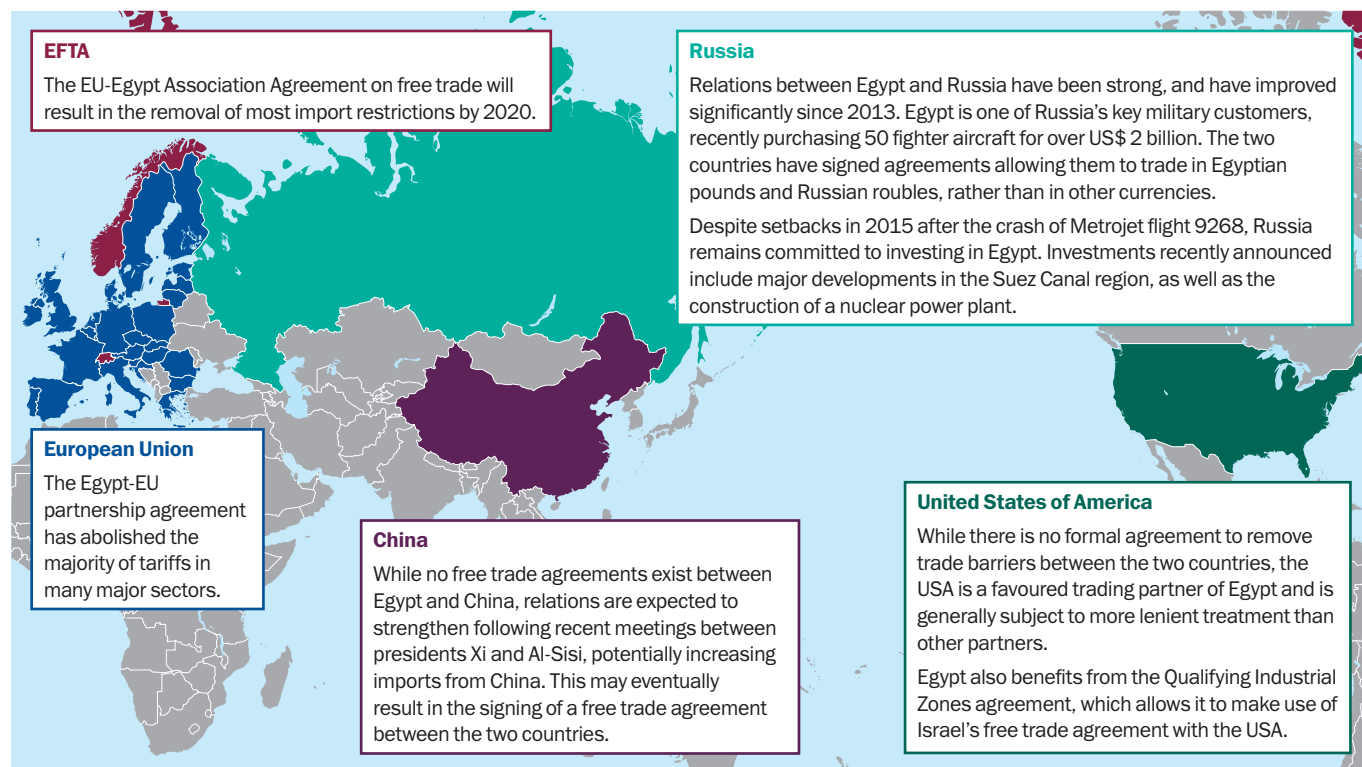 EFTA
The EU-Egypt Association Agreement on free trade will
result in the removal of most import restrictions by 2020.
Russia
Relations between Egypt and Russia have been strong, and have improved
significantly since 2013. Egypt is one of Russia's key military customers,
recently purchasing 50 fighter aircraft for over US$ 2 billion. The two
countries have signed agreements allowing them to trade in Egyptian
pounds and Russian roubles, rather than in other currencies.
Despite setbacks in 2015 after the crash of Metrojet flight 9268, Russia
remains committed to investing in Egypt. Investments recently announced
include major developments in the Suez Canal region, as well as the
construction of a nuclear power plant.
European Union
The Egypt-EU
partnership agreement
has abolished the
majority of tariffs in
many major sectors.
China
While no free trade agreements exist between
Egypt and China, relations are expected to
strengthen following recent meetings between
presidents Xi and Al-Sisi, potentially increasing
imports from China. This may eventually
result in the signing of a free trade agreement
between the two countries.
United States of America
While there is no formal agreement to remove
trade barriers between the two countries, the
USA is a favoured trading partner of Egypt and is
generally subject to more lenient treatment than
other partners.
Egypt also benefits from the Qualifying Industrial
Zones agreement, which allows it to make use of
Israel's free trade agreement with the USA.